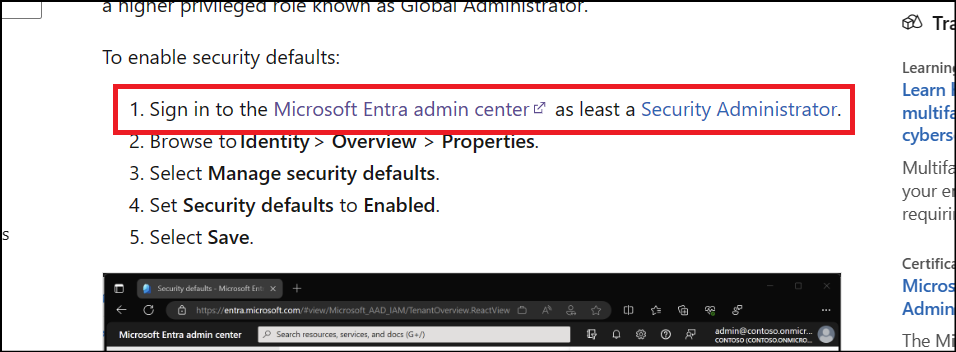 a higher privileged role known as Global Administrator.
To enable security defaults:
1. Sign in to the Microsoft Entra admin center as least a Security Administrator.
2. Browse to Identity > Overview > Properties.
3. Select Manage security defaults.
4. Set Security defaults to Enabled.
5. Select Save.
s
Security defaults - Microsoft Ent
https://entra.microsoft.com/#view/Microsoft_AAD_IAM/TenantOverview.ReactView
Microsoft Entra admin center
Search resources, services, and docs (G+/)
admin@contoso.onmicr...
CONTOSO (CONTOSO.ONMICRO...
Tra
Learning
Learn
multifa
cyberse
Multifa
your en
requirin
Certifica
Micros
Admin
The Mi